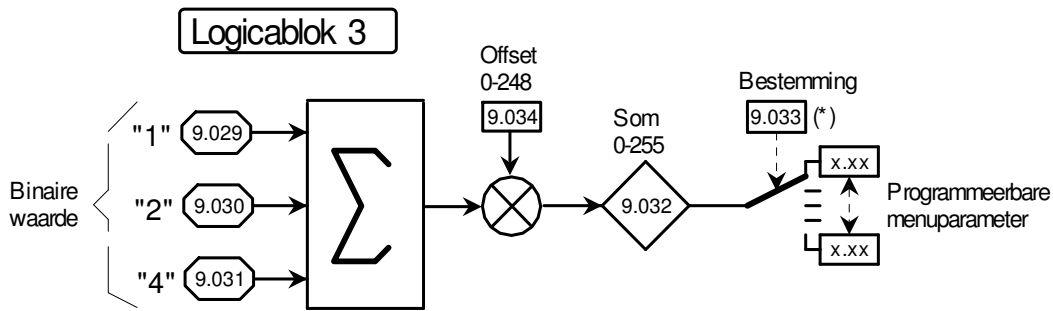 Logicablok 3
Offset
0-248
9.034
Bestemming
9.033 (*)
Som
0-255
9.032
Binaire
waarde
"1" 9.029
"2" 9.030
"4" 9.031
x.xx
Programmeerbare
menuparameter
x.xx